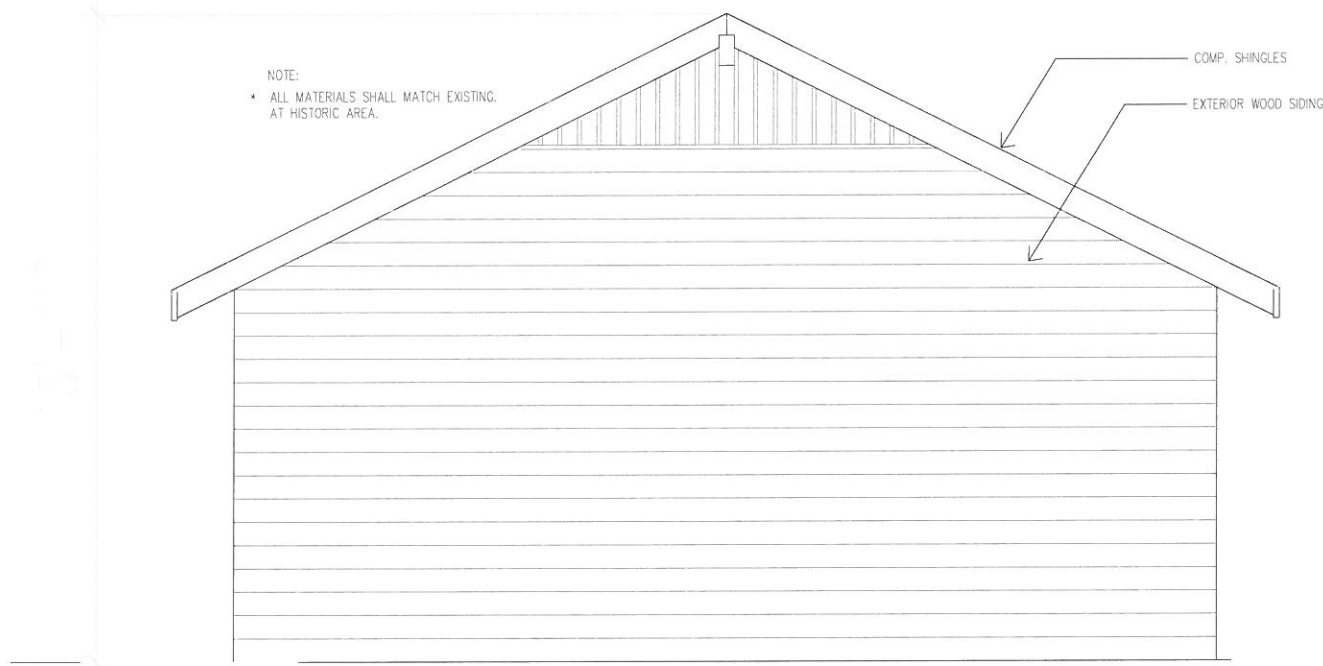 NOTE:
* ALL MATERIALS SHALL MATCH EXISTING.
AT HISTORIC AREA.
COMP. SHINGLES
EXTERIOR WOOD SIDING